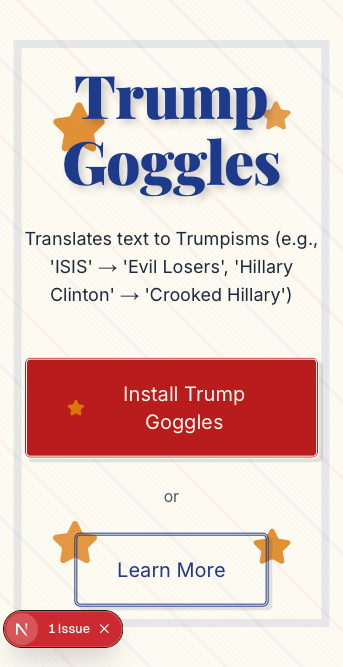 Trump
Goggles
Translates text to Trumpisms (e.g.,
'ISIS' → 'Evil Losers', 'Hillary
Clinton' → 'Crooked Hillary')
Install Trump
Goggles
or
Learn More
N 1 Issue ×